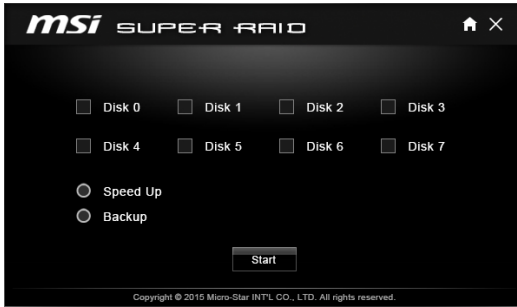 msi SUPER RAID
Disk 0 Disk 1 Disk 2 Disk 3
Disk 4 Disk 5 Disk 6 Disk 7
Speed Up
Backup
Start
Copyright © 2015 Micro-Star INT'L CO., LTD. All rights reserved.